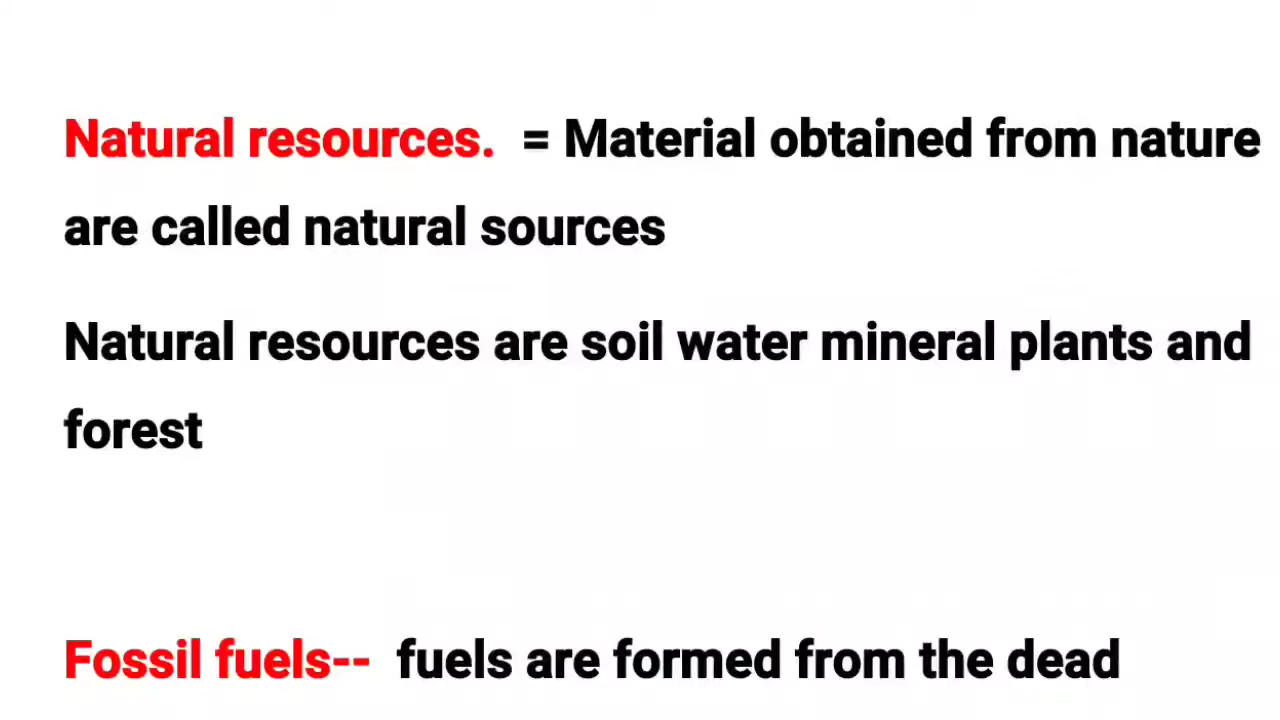 Natural resources. = Material obtained from nature
are called natural sources
Natural resources are soil water mineral plants and
forest
Fossil fuels-- fuels are formed from the dead